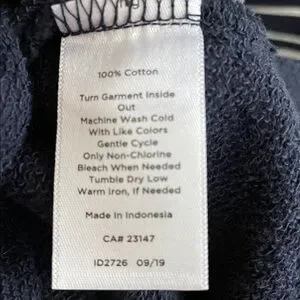 100% Cotton
Turn Garment Inside
Out
Machine Wash Cold
With Like Colors
Gentle Cycle
Only Non-Chlorine
Bleach When Needed
Tumble Dry Low
Warm Iron, If Needed
Made In Indonesia
CA# 23147
ID2726 09/19